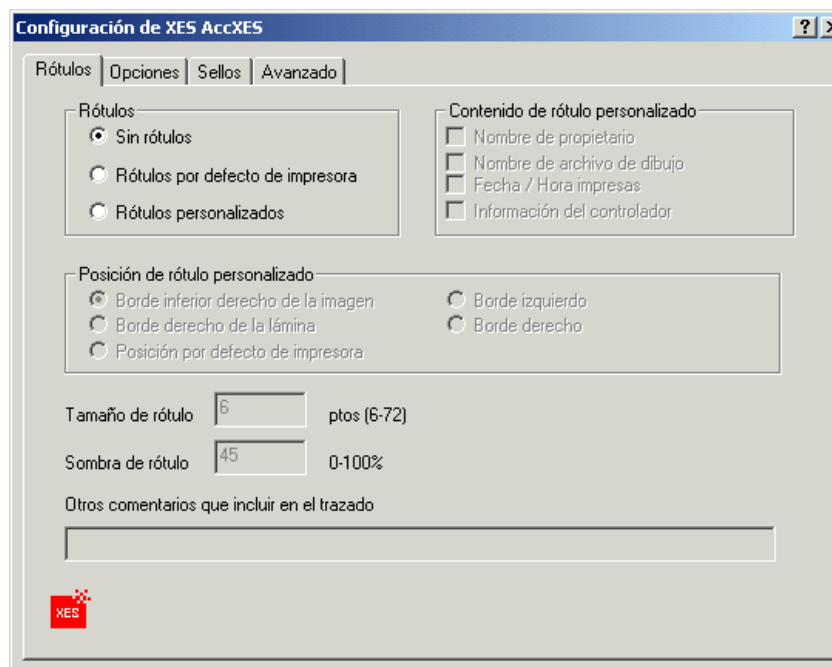 Configuración de XES AccXES
Rótulos Opciones Sellos Avanzado
Rótulos
Sin rótulos
Rótulos por defecto de impresora
Rótulos personalizados
Contenido de rótulo personalizado
Nombre de propietario
Nombre de archivo de dibujo
Fecha / Hora impresas
Información del controlador
Posición de rótulo personalizado
Borde inferior derecho de la imagen
Borde derecho de la lámina
Posición por defecto de impresora
Borde izquierdo
Borde derecho
Tamaño de rótulo 6 ptos (6-72)
Sombra de rótulo 45 0-100%
Otros comentarios que incluir en el trazado
XES